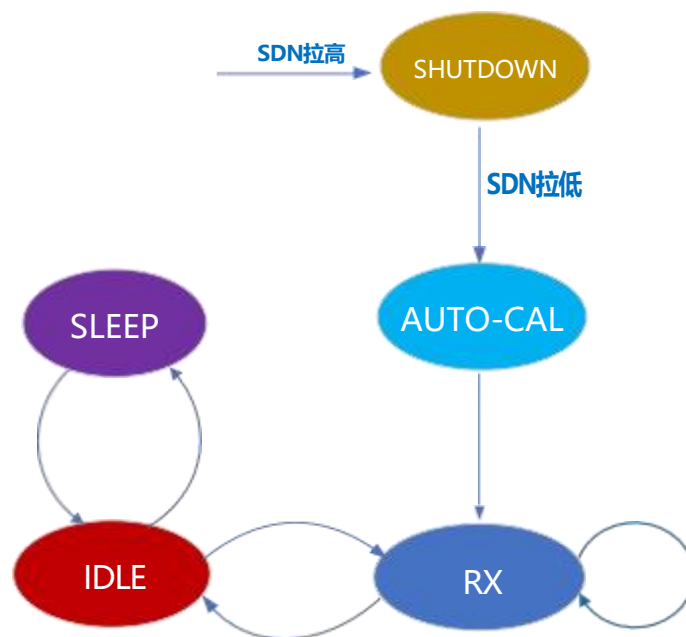 SDN拉高
SHUTDOWN
SDN拉低
SLEEP
AUTO-CAL
IDLE
RX